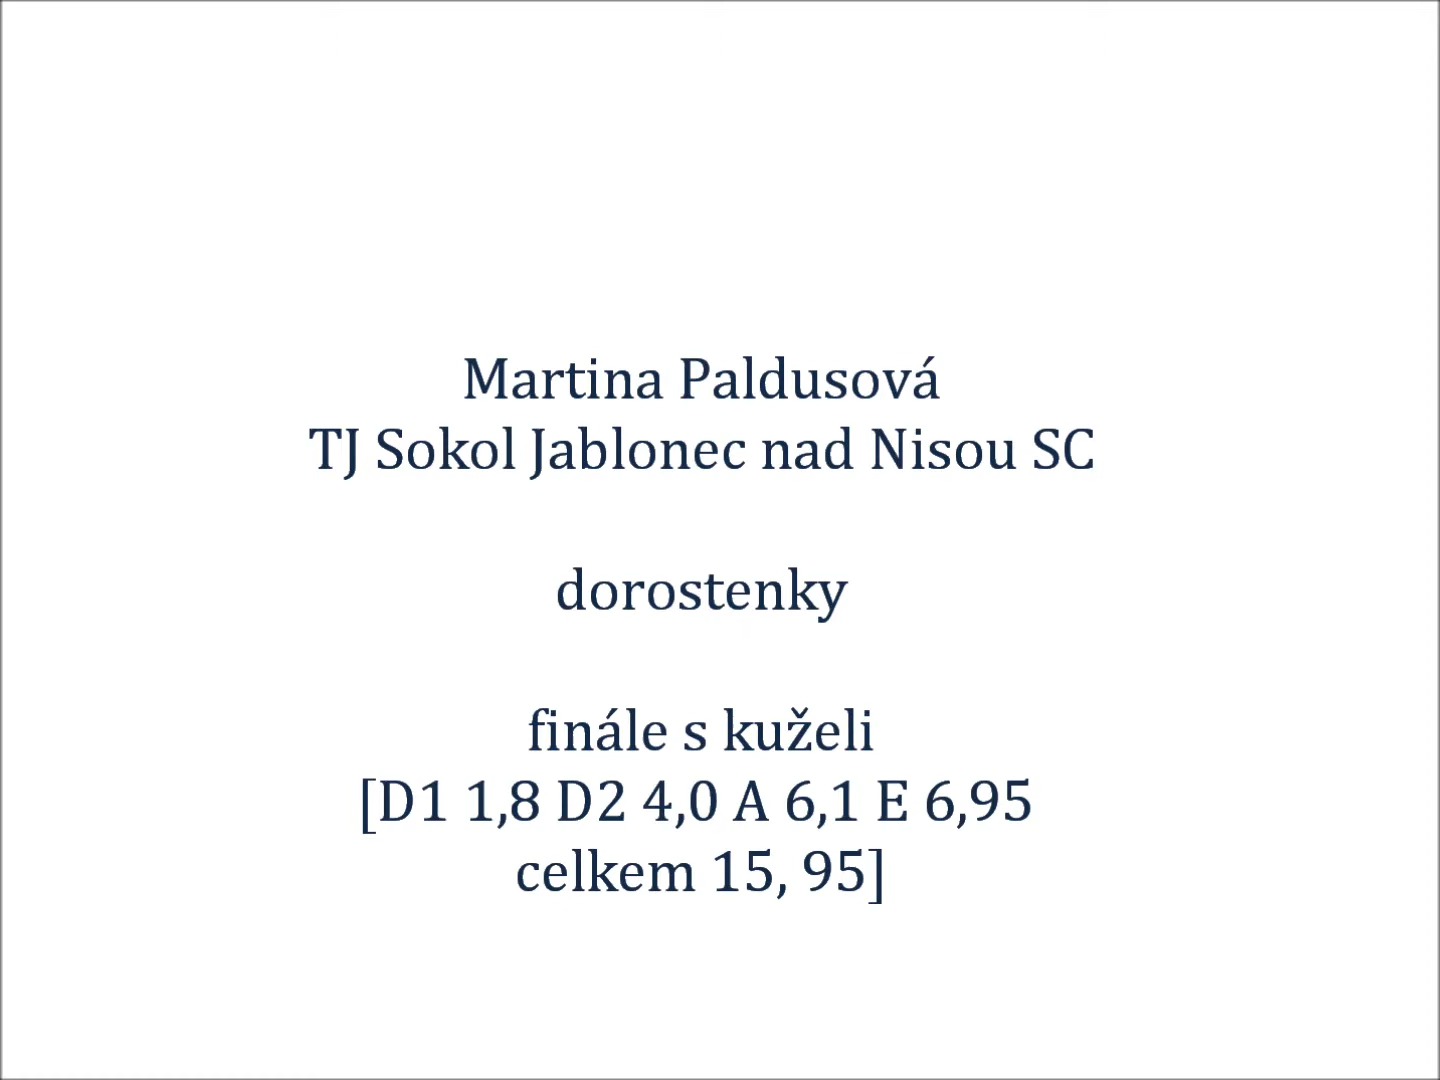 Martina Paldusová
TJ Sokol Jablonec nad Nisou SC
dorostenky
finále s kuželi
[D1 1,8 D2 4,0 A 6,1 E 6,95
celkem 15, 95]